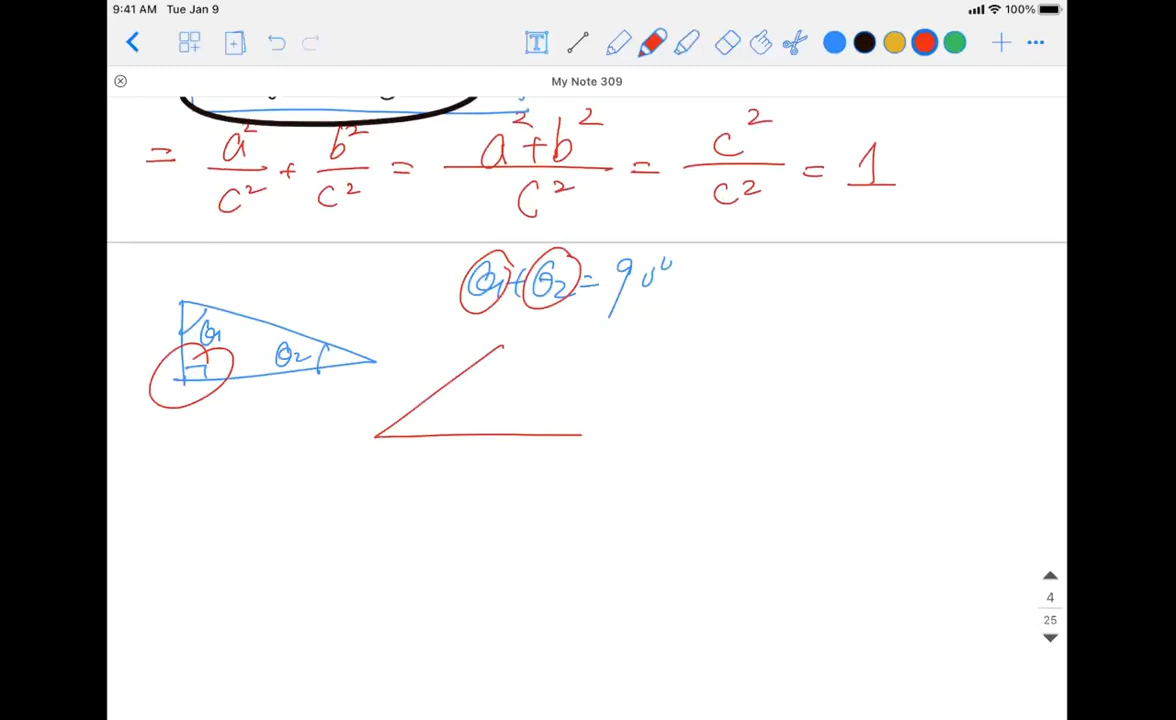 9:41 AM Tue Jan 9
100%
My Note 309
= a²/c² + b²/c² = a²+b²/c² = c²/c² = 1
θ1+θ2=90°
θ1
θ2
4
25